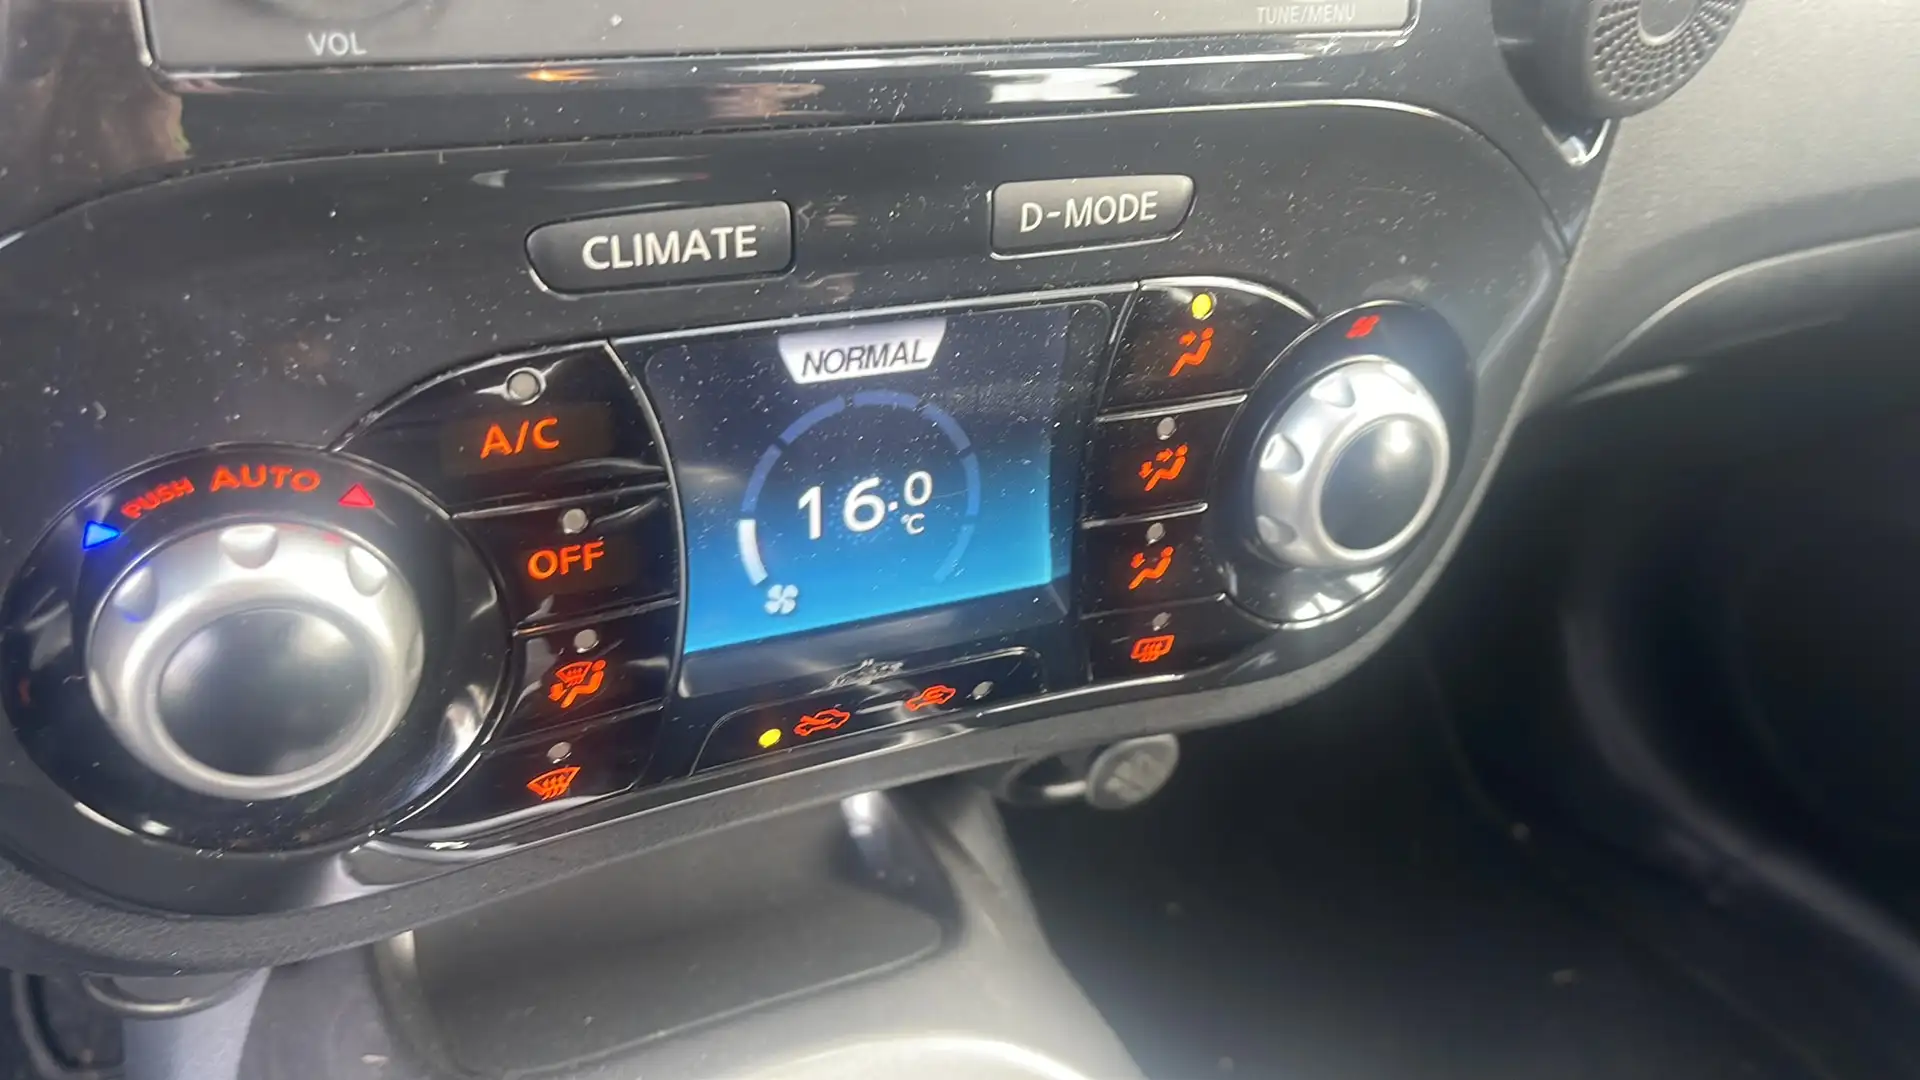 VOL
TUNE/MENU
CLIMATE
D-MODE
NORMAL
A/C
PUSH AUTO
16.0
°C
OFF